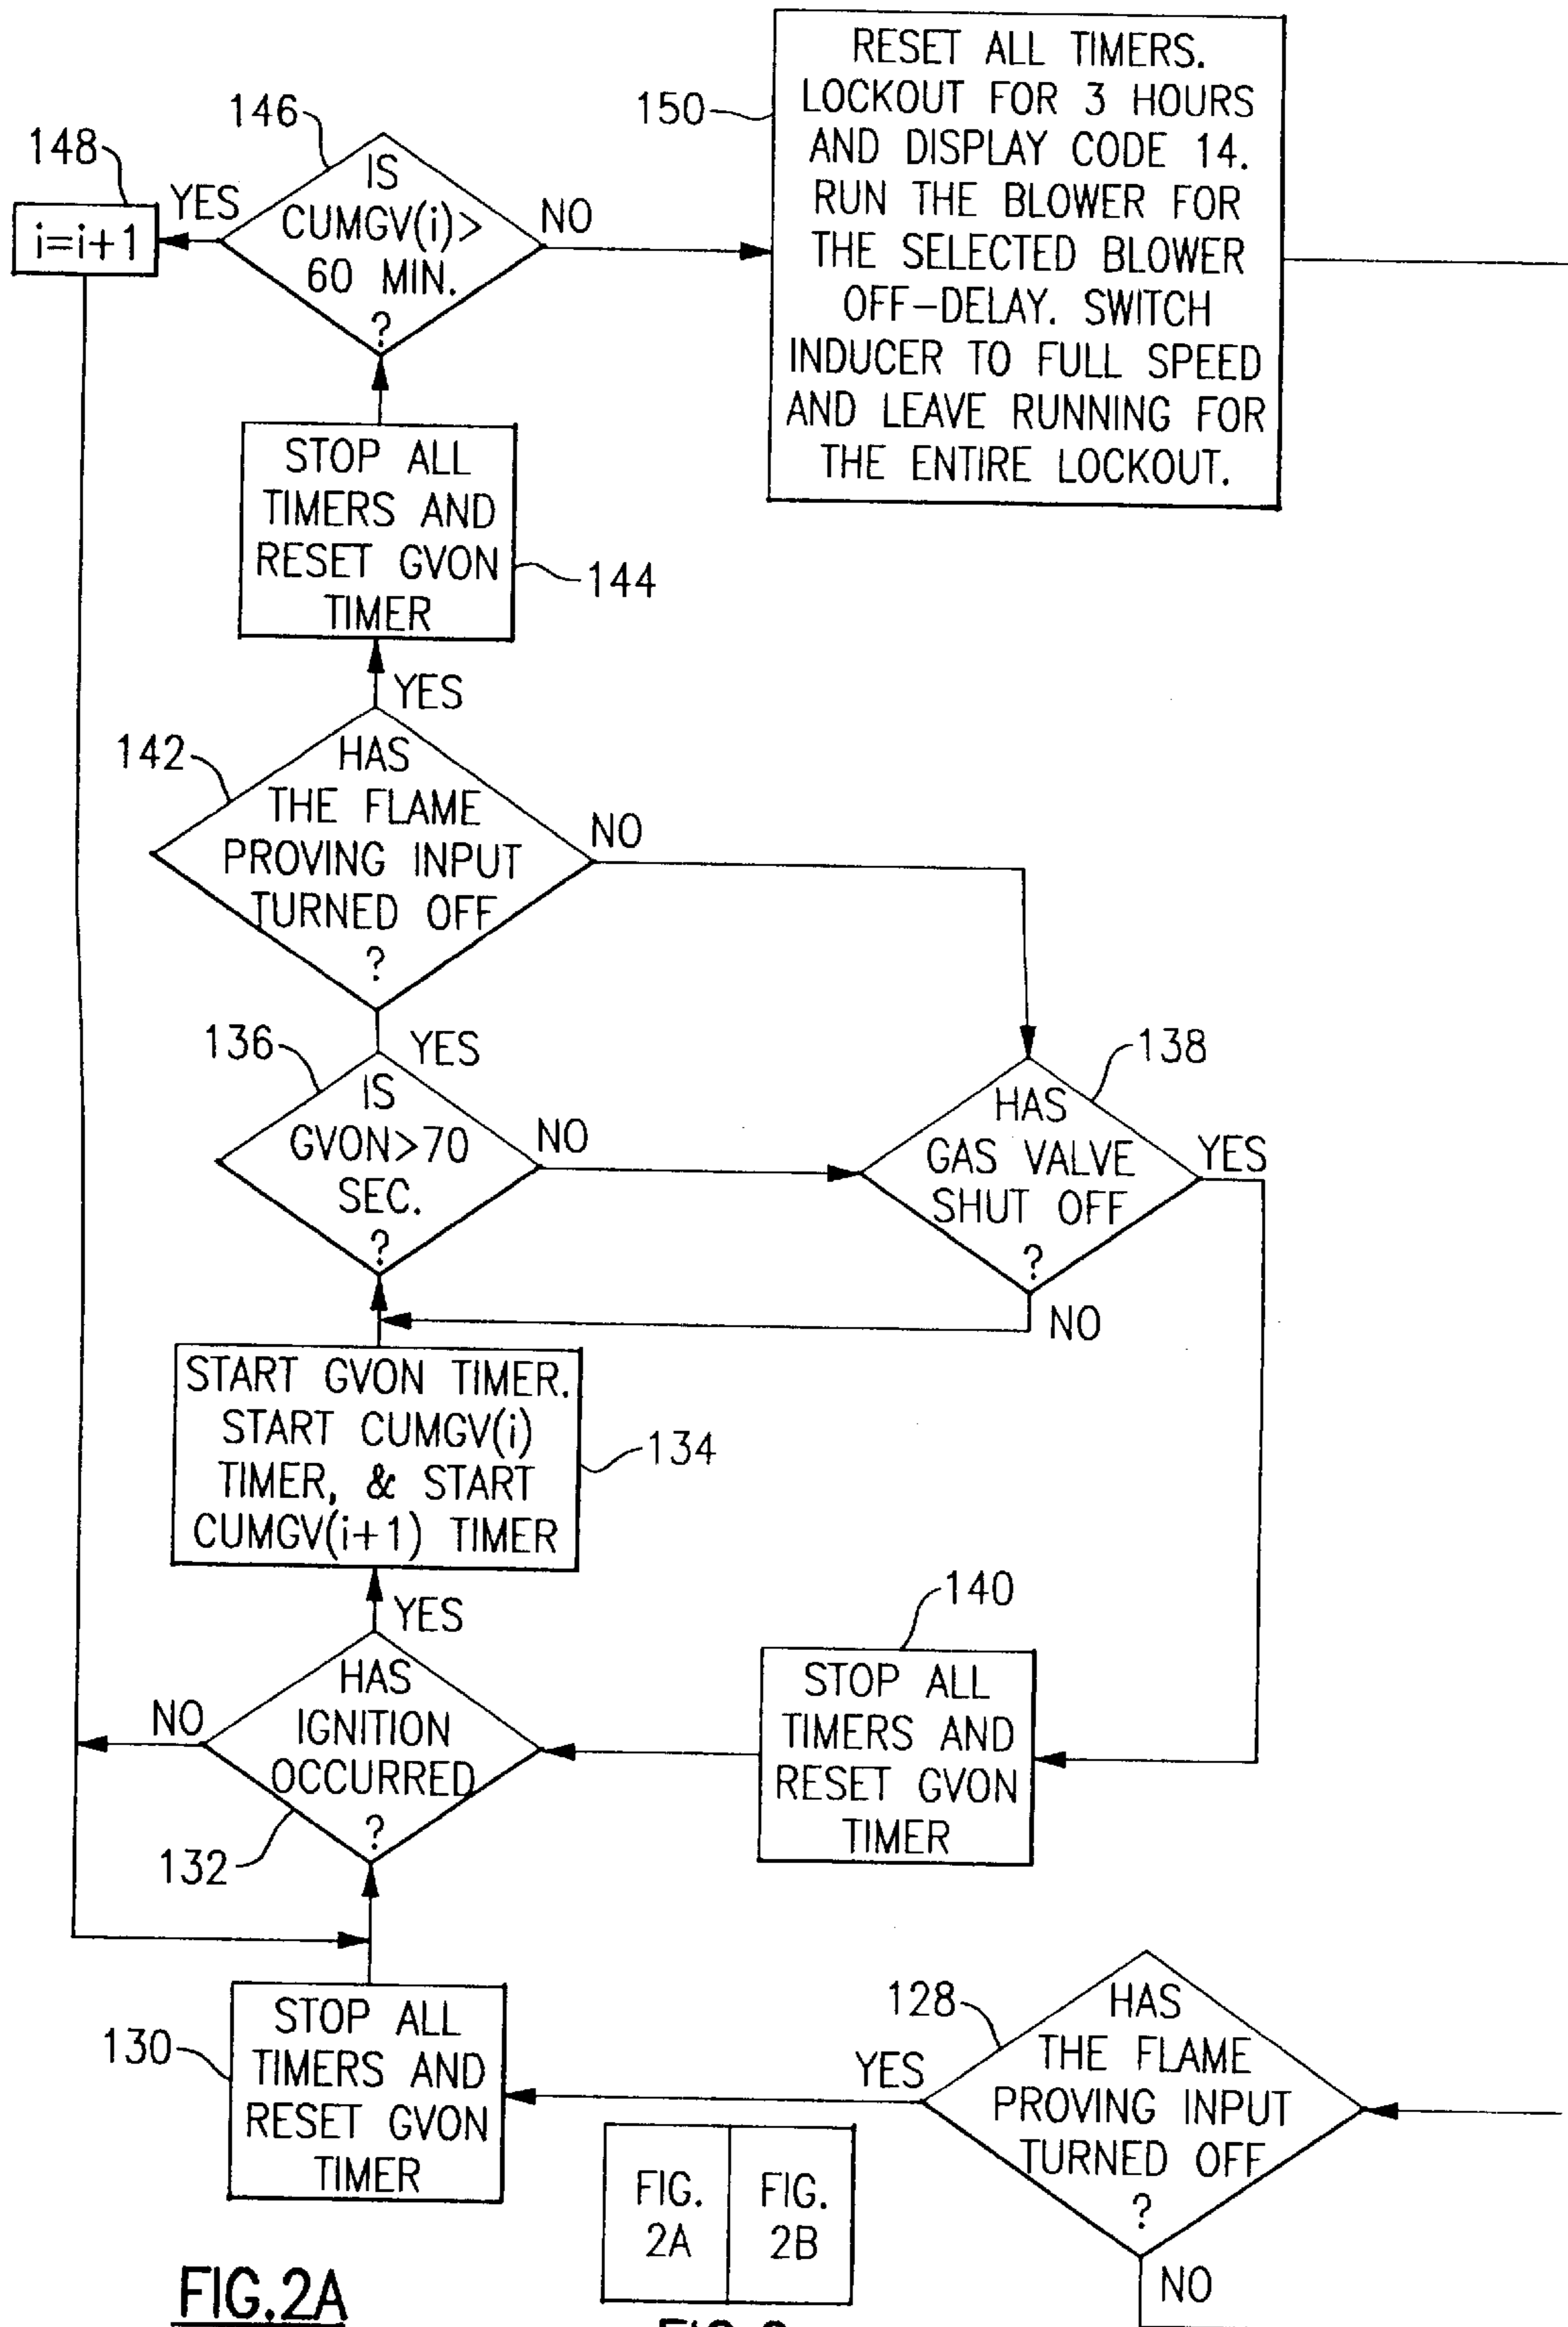 148
i=i+1
YES
146
IS
CUMGV(i)>
60 MIN.
?
NO
150
RESET ALL TIMERS.
LOCKOUT FOR 3 HOURS
AND DISPLAY CODE 14.
RUN THE BLOWER FOR
THE SELECTED BLOWER
OFF-DELAY. SWITCH
INDUCER TO FULL SPEED
AND LEAVE RUNNING FOR
THE ENTIRE LOCKOUT.
STOP ALL
TIMERS AND
RESET GVON
TIMER
144
YES
142
HAS
THE FLAME
PROVING INPUT
TURNED OFF
?
NO
136
YES
IS
GVON>70
SEC.
?
NO
138
HAS
GAS VALVE
SHUT OFF
?
YES
NO
START GVON TIMER.
START CUMGV(i)
TIMER, & START
CUMGV(i+1) TIMER
134
YES
HAS
IGNITION
OCCURRED
?
NO
132
140
STOP ALL
TIMERS AND
RESET GVON
TIMER
130
STOP ALL
TIMERS AND
RESET GVON
TIMER
128
YES
HAS
THE FLAME
PROVING INPUT
TURNED OFF
?
NO
FIG.
2A
FIG.
2B
FIG.2A